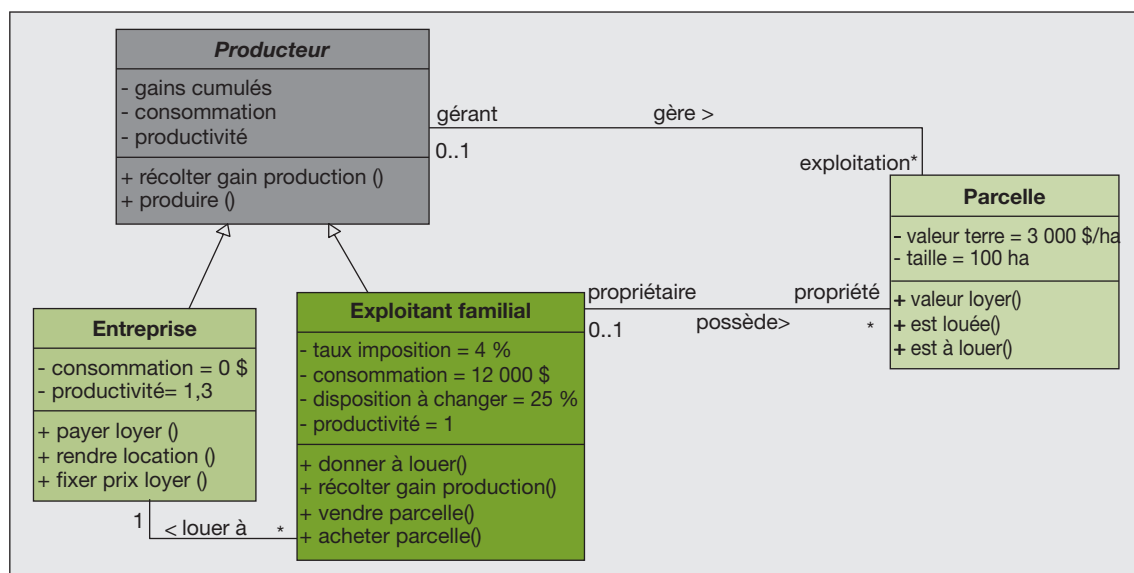 Producteur
- gains cumulés
- consommation
- productivité
+ récolter gain production ()
+ produire ()
gérant
gère >
0..1
exploitation*
Parcelle
- valeur terre = 3 000 $/ha
- taille = 100 ha
+ valeur loyer()
+ est louée()
+ est à louer()
propriétaire
propriété
0..1
possède>
*
Entreprise
- consommation = 0 $
- productivité= 1,3
+ payer loyer ()
+ rendre location ()
+ fixer prix loyer ()
Exploitant familial
- taux imposition = 4 %
- consommation = 12 000 $
- disposition à changer = 25 %
- productivité = 1
+ donner à louer()
+ récolter gain production()
+ vendre parcelle()
+ acheter parcelle()
1
< louer à
*